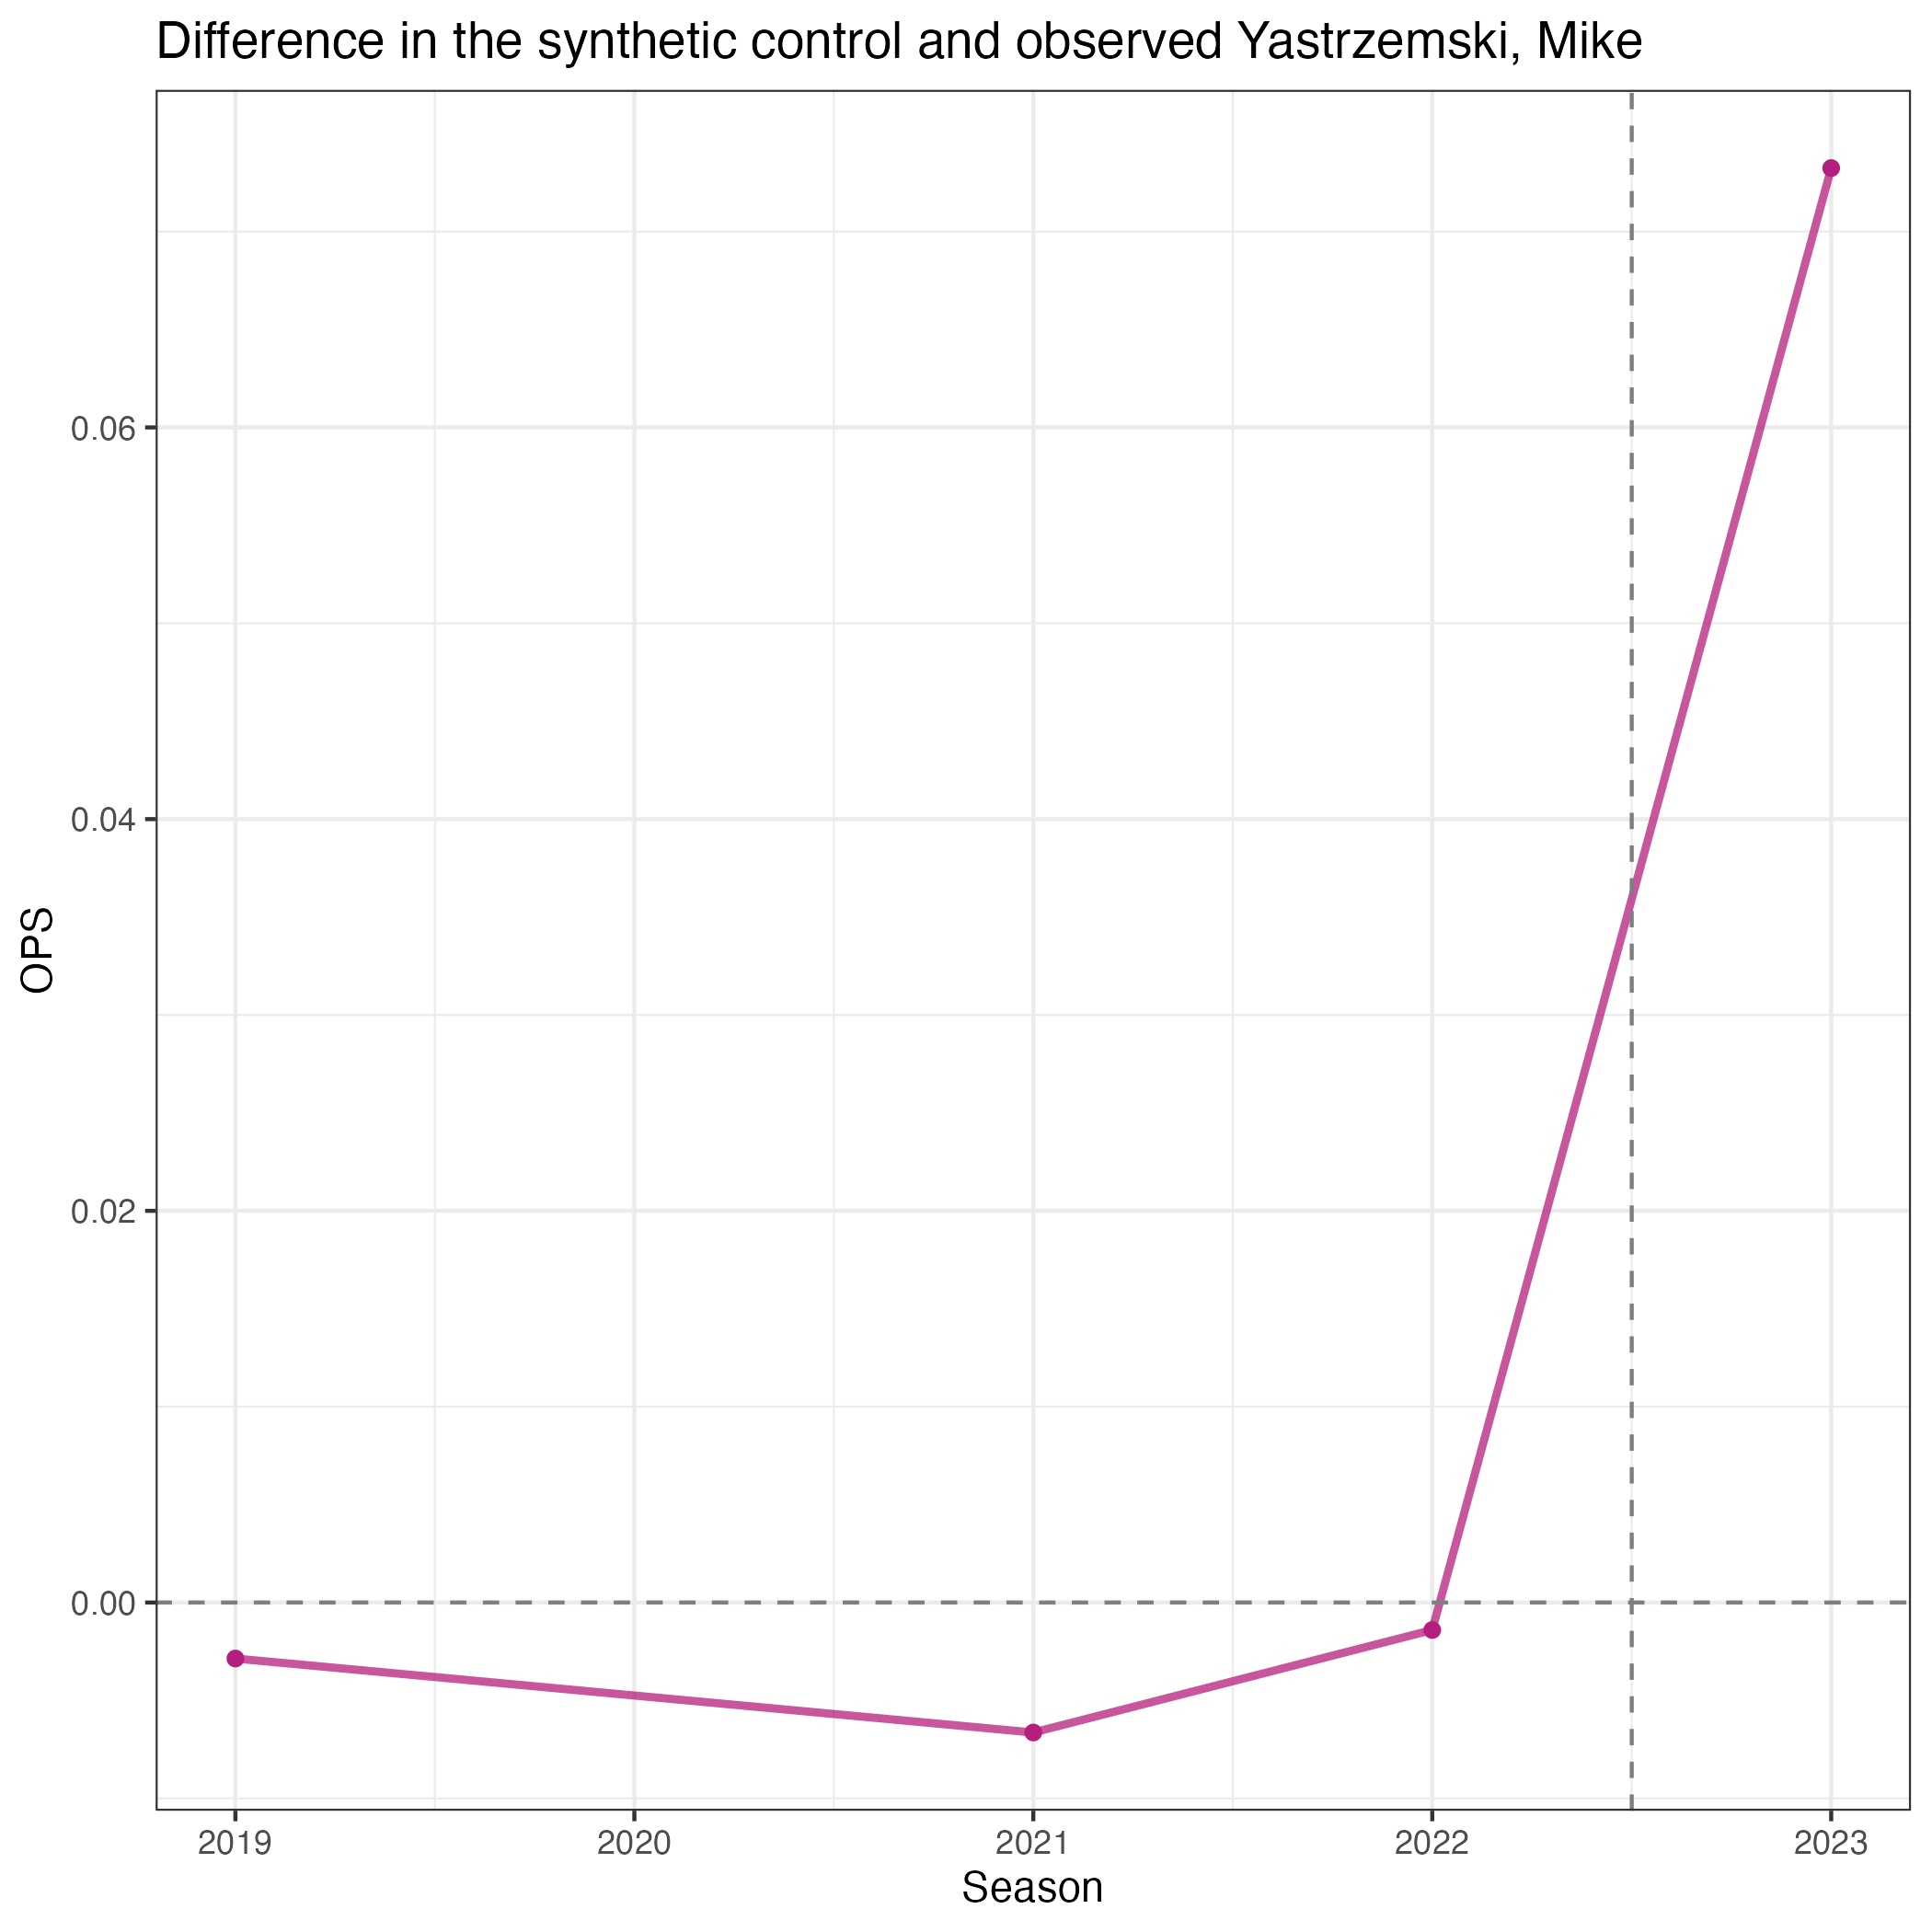 Difference in the synthetic control and observed Yastrzemski, Mike
OPS
0.06
0.04
0.02
0.00
2019 2020 2021 2022 2023
Season